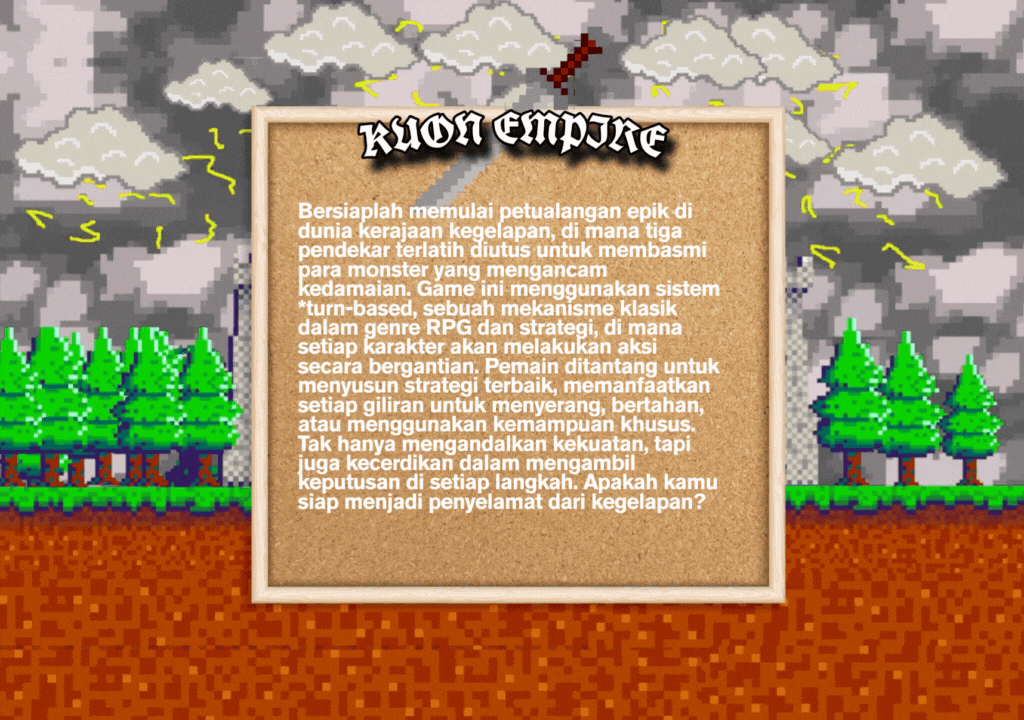 KUON EMPIRE
Bersiaplah memulai petualangan epik di
dunia kerajaan kegelapan, di mana tiga
pendekar terlatih diutus untuk membasmi
para monster yang mengancam
kedamaian. Game ini menggunakan sistem
*turn-based, sebuah mekanisme klasik
dalam genre RPG dan strategi, di mana
setiap karakter akan melakukan aksi
secara bergantian. Pemain ditantang untuk
menyusun strategi terbaik, memanfaatkan
setiap giliran untuk menyerang, bertahan,
atau menggunakan kemampuan khusus.
Tak hanya mengandalkan kekuatan, tapi
juga kecerdikan dalam mengambil
keputusan di setiap langkah. Apakah kamu
siap menjadi penyelamat dari kegelapan?